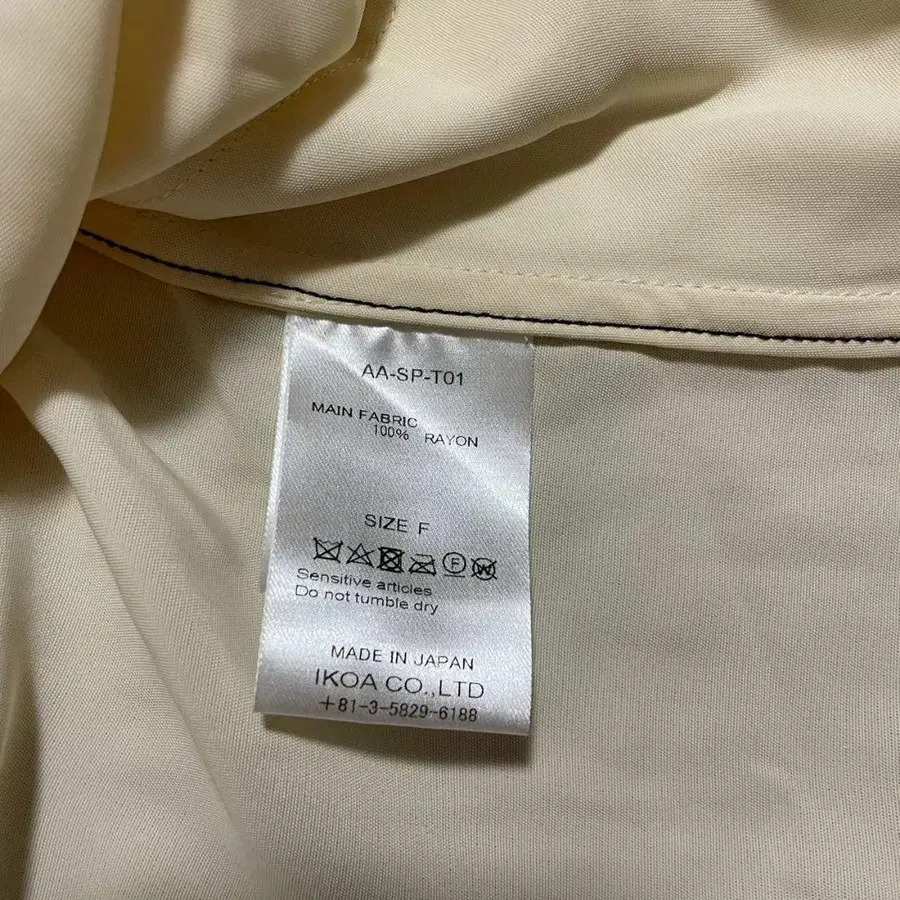 AA-SP-T01
MAIN FABRIC
100% RAYON
SIZE F
F W
Sensitive articles
Do not tumble dry
MADE IN JAPAN
IKOA CO.,LTD
+81-3-5829-6188